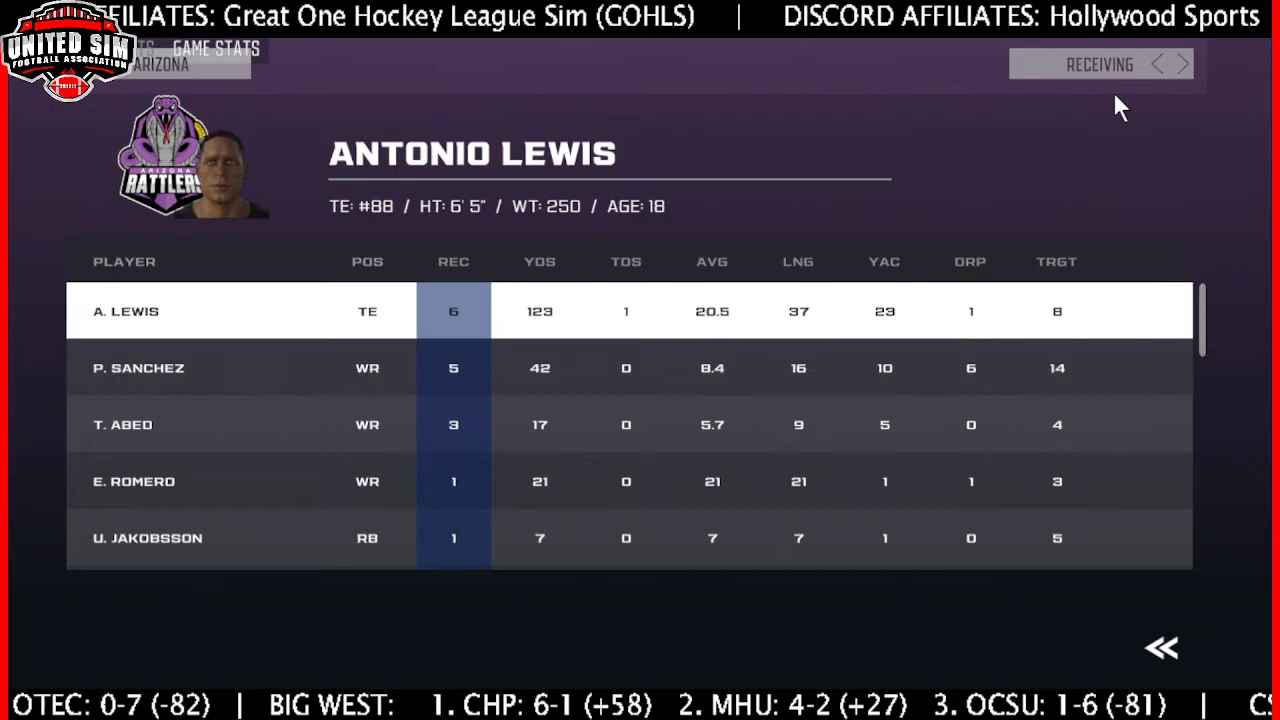 FFILIATES: Great One Hockey League Sim (GOHLS) | DISCORD AFFILIATES: Hollywood Sports
UNITED SIM
FOOTBALL ASSOCIATION
TS GAME STATS
ARIZONA
RECEIVING
ARIZONA
RATTLERS
ANTONIO LEWIS
TE: #88 / HT: 6' 5" / WT: 250 / AGE: 18
PLAYER POS REC YDS TDS AVG LNG YAC DRP TRGT
A. LEWIS TE 6 123 1 20.5 37 23 1 8
P. SANCHEZ WR 5 42 0 8.4 16 10 6 14
T. ABED WR 3 17 0 5.7 9 5 0 4
E. ROMERO WR 1 21 0 21 21 1 1 3
U. JAKOBSSON RB 1 7 0 7 7 1 0 5
OTEC: 0-7 (-82) | BIG WEST: 1. CHP: 6-1 (+58) 2. MHU: 4-2 (+27) 3. OCSU: 1-6 (-81) | CS